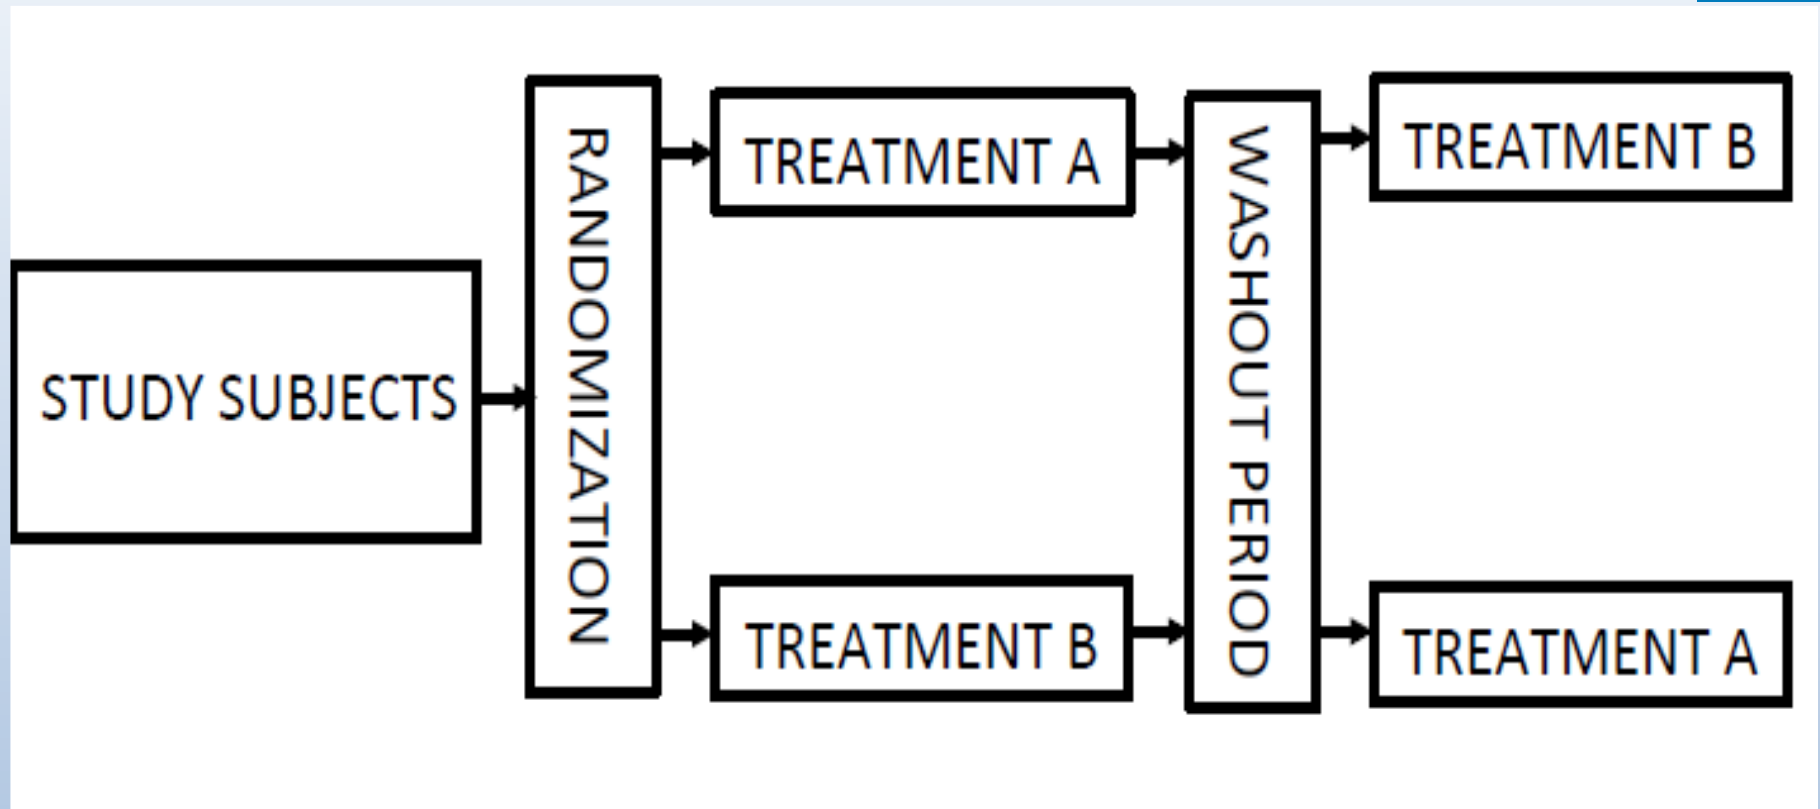 STUDY SUBJECTS
RANDOMIZATION
TREATMENT A
TREATMENT B
WASHOUT PERIOD
TREATMENT B
TREATMENT A